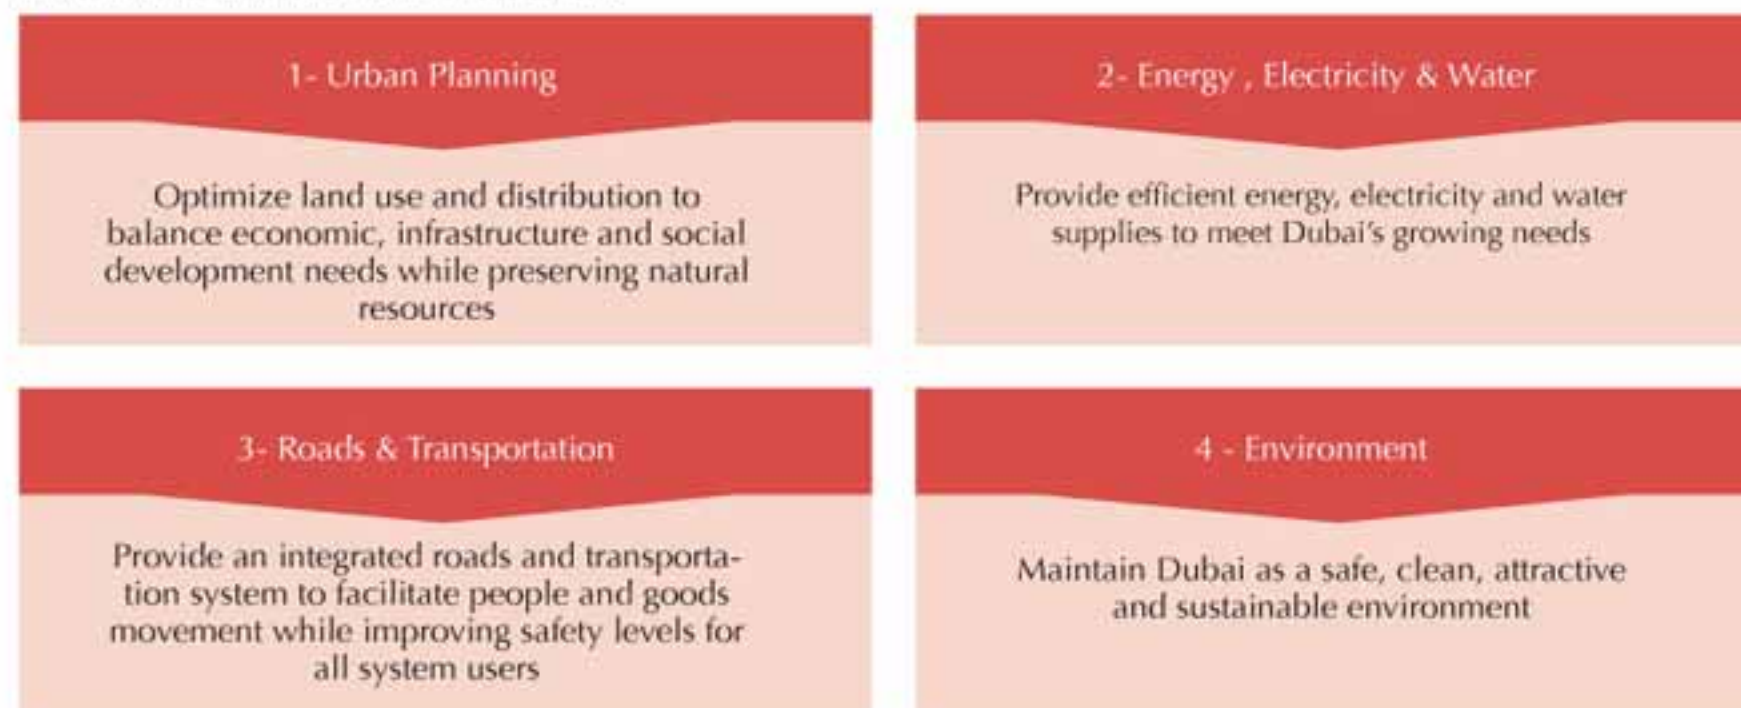 1- Urban Planning
Optimize land use and distribution to
balance economic, infrastructure and social
development needs while preserving natural
resources
2- Energy , Electricity & Water
Provide efficient energy, electricity and water
supplies to meet Dubai's growing needs
3- Roads & Transportation
Provide an integrated roads and transporta-
tion system to facilitate people and goods
movement while improving safety levels for
all system users
4 - Environment
Maintain Dubai as a safe, clean, attractive
and sustainable environment